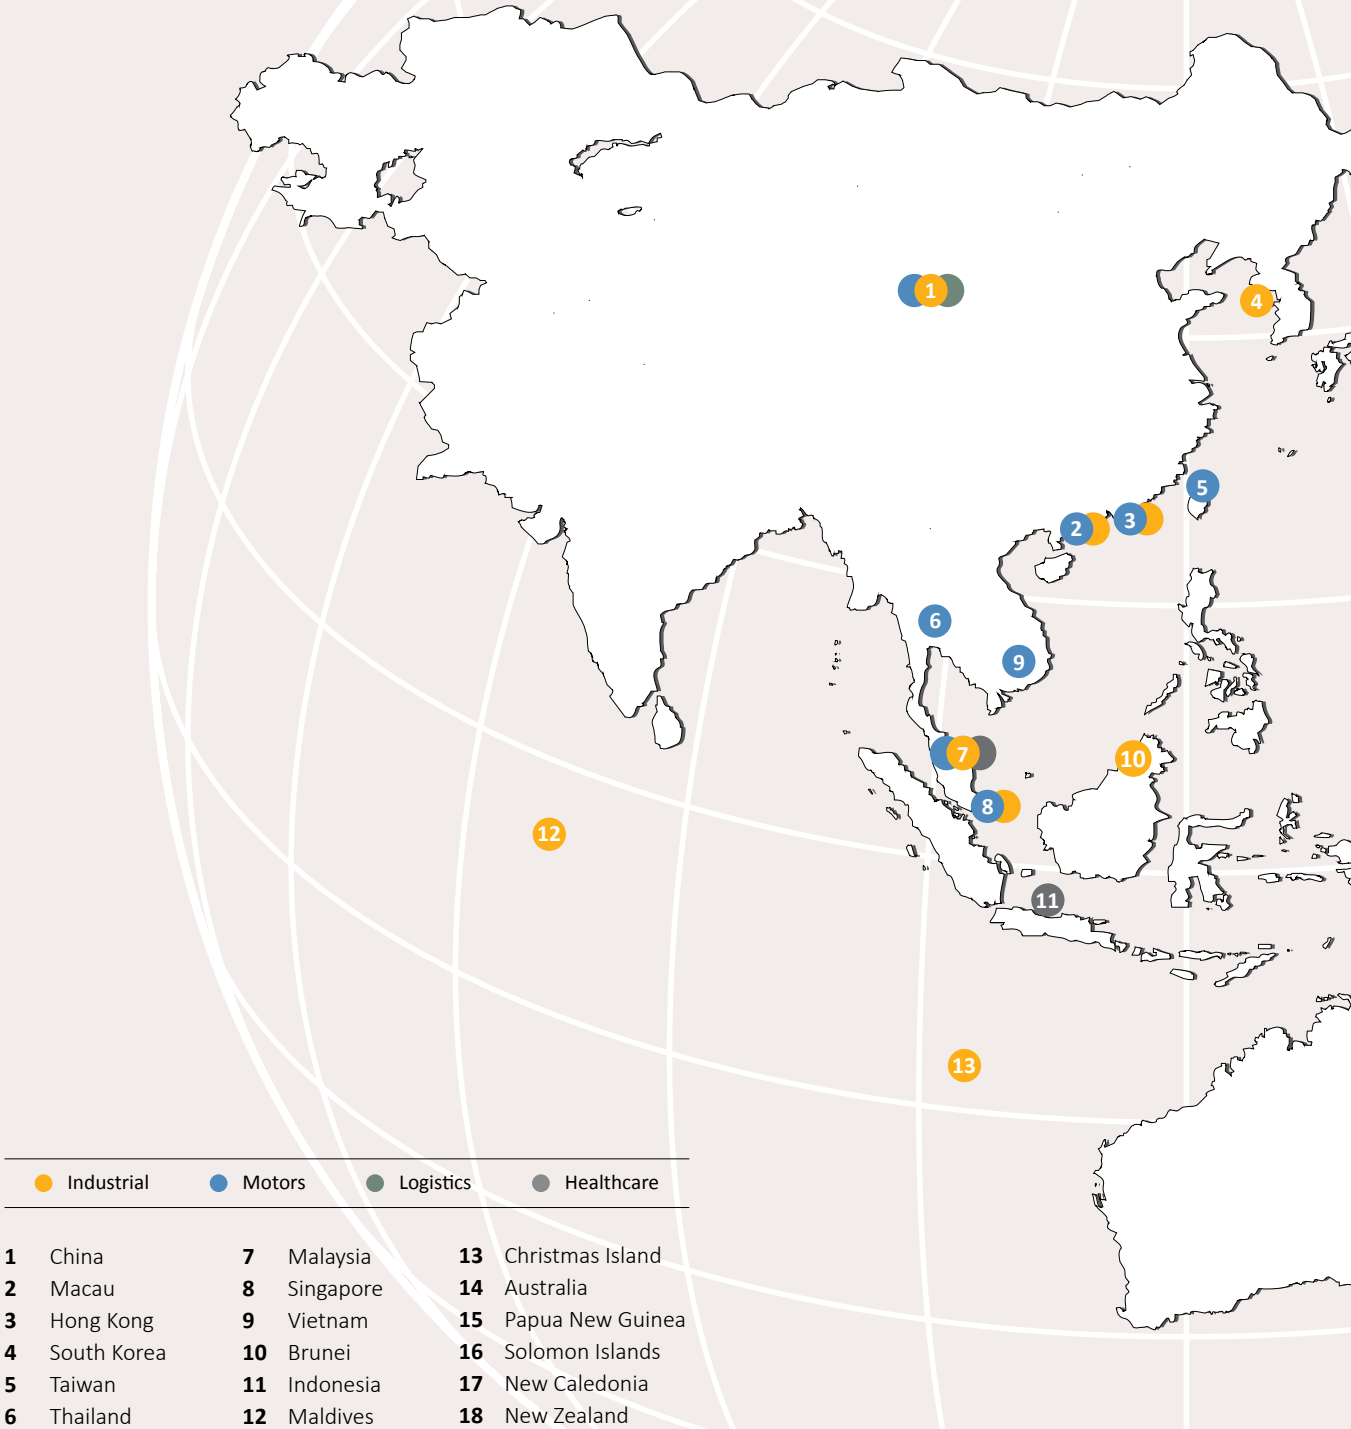 1
4
5
3
2
6
9
7
10
8
12
11
13
Industrial Motors Logistics Healthcare
1 China 7 Malaysia 13 Christmas Island
2 Macau 8 Singapore 14 Australia
3 Hong Kong 9 Vietnam 15 Papua New Guinea
4 South Korea 10 Brunei 16 Solomon Islands
5 Taiwan 11 Indonesia 17 New Caledonia
6 Thailand 12 Maldives 18 New Zealand